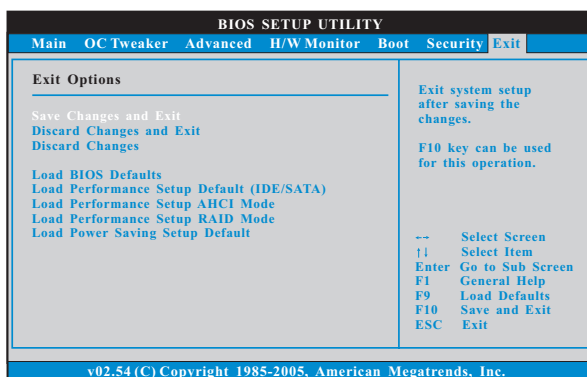 BIOS SETUP UTILITY
Main OC Tweaker Advanced H/W Monitor Boot Security Exit
Exit Options
Save Changes and Exit
Discard Changes and Exit
Discard Changes
Load BIOS Defaults
Load Performance Setup Default (IDE/SATA)
Load Performance Setup AHCI Mode
Load Performance Setup RAID Mode
Load Power Saving Setup Default
Exit system setup
after saving the
changes.
F10 key can be used
for this operation.
←→ Select Screen
↑↓ Select Item
Enter Go to Sub Screen
F1 General Help
F9 Load Defaults
F10 Save and Exit
ESC Exit
v02.54 (C) Copyright 1985-2005, American Megatrends, Inc.